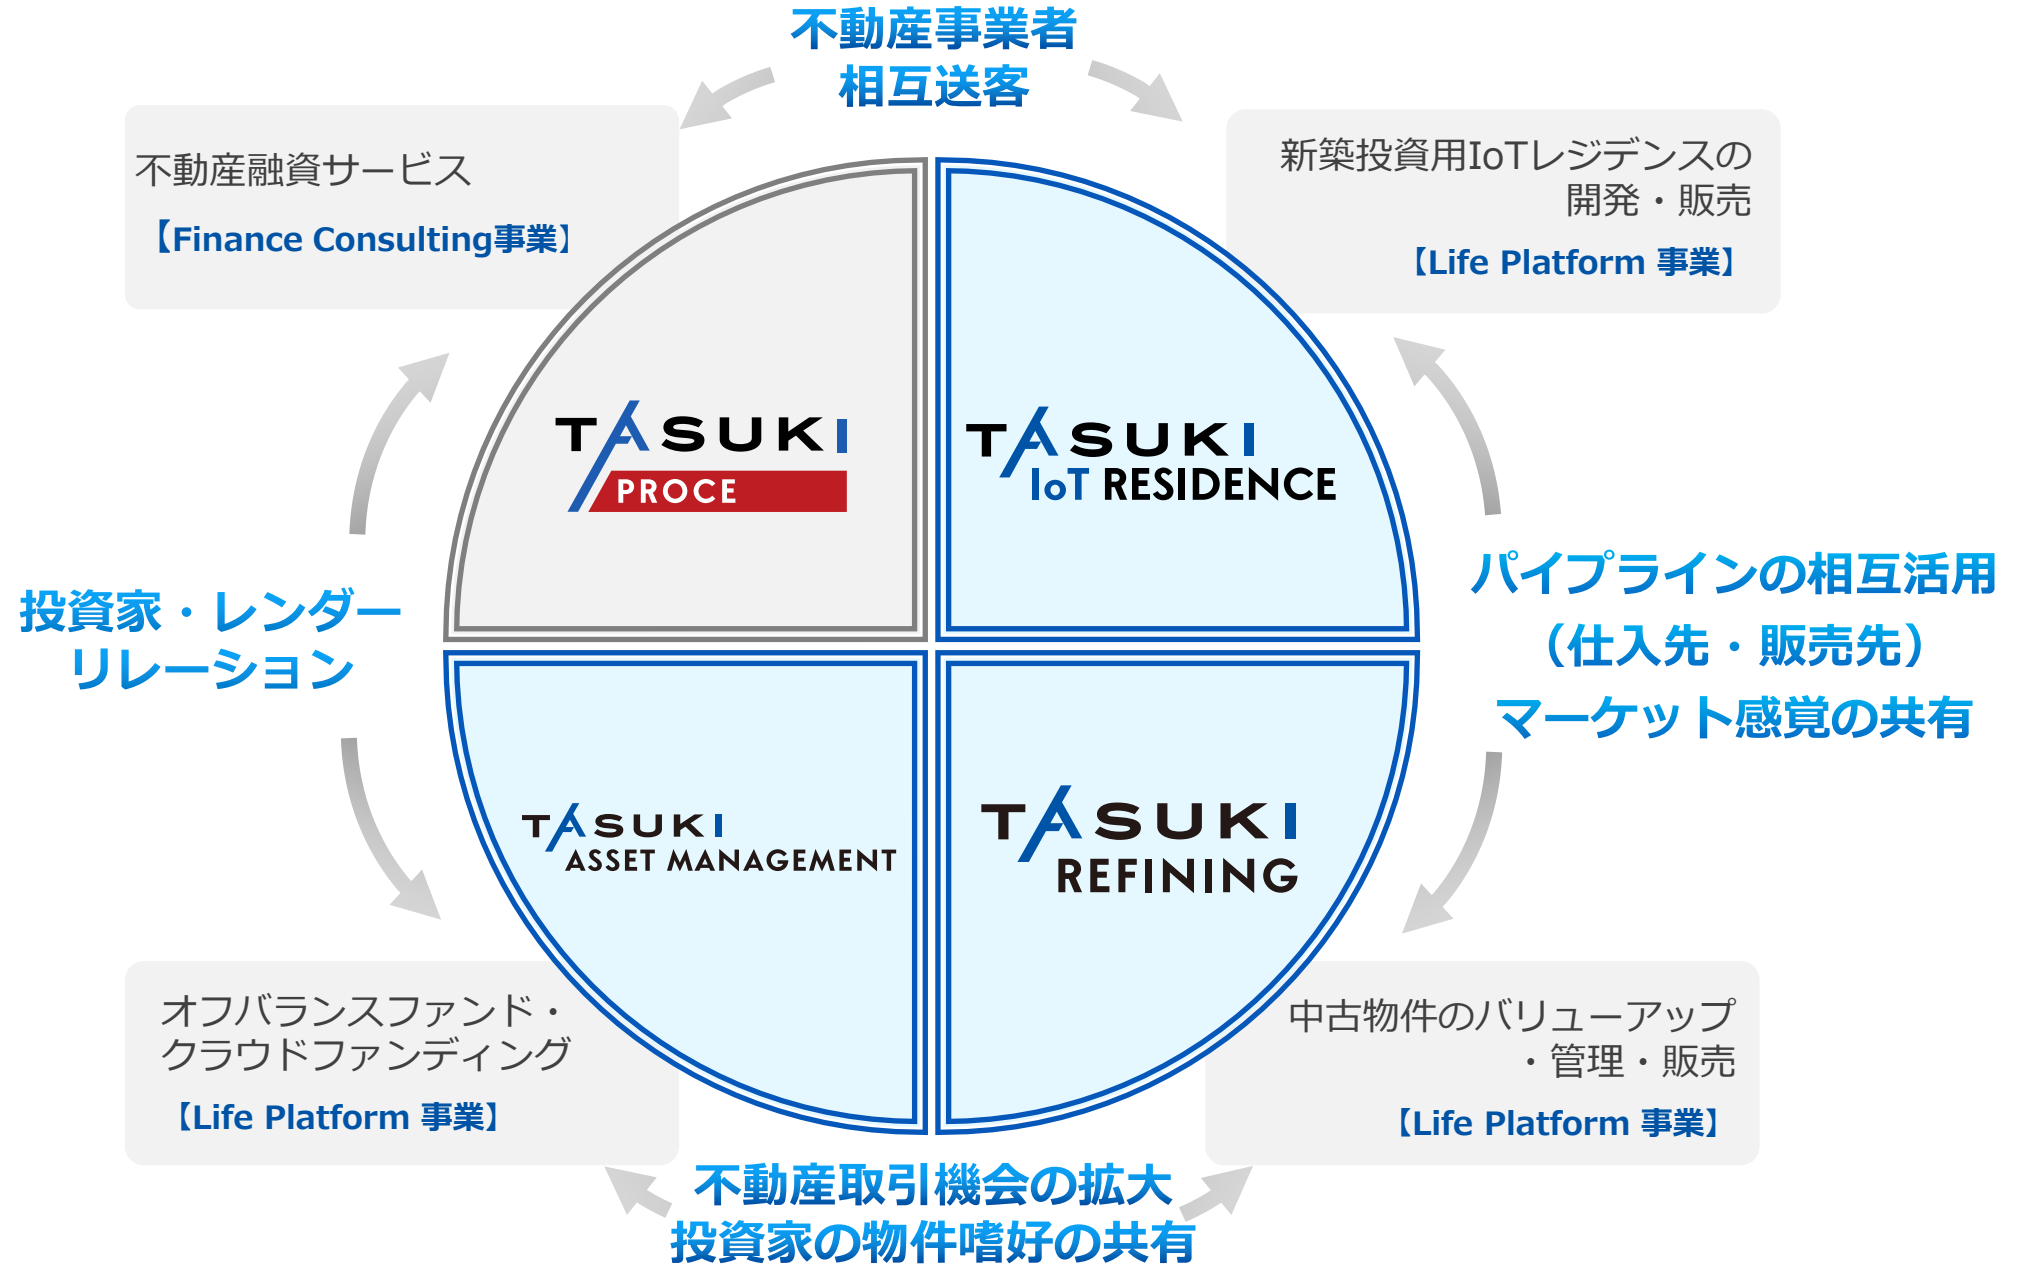 不動産事業者
相互送客
不動産融資サービス
【Finance Consulting事業】
新築投資用IoTレジデンスの
開発・販売
【Life Platform 事業】
TASUKI
PROCE
TASUKI
IoT RESIDENCE
投資家・レンダー
リレーション
パイプラインの相互活用
（仕入先・販売先）
マーケット感覚の共有
TASUKI
ASSET MANAGEMENT
TASUKI
REFINING
オフバランスファンド・
クラウドファンディング
【Life Platform 事業】
中古物件のバリューアップ
・管理・販売
【Life Platform 事業】
不動産取引機会の拡大
投資家の物件嗜好の共有